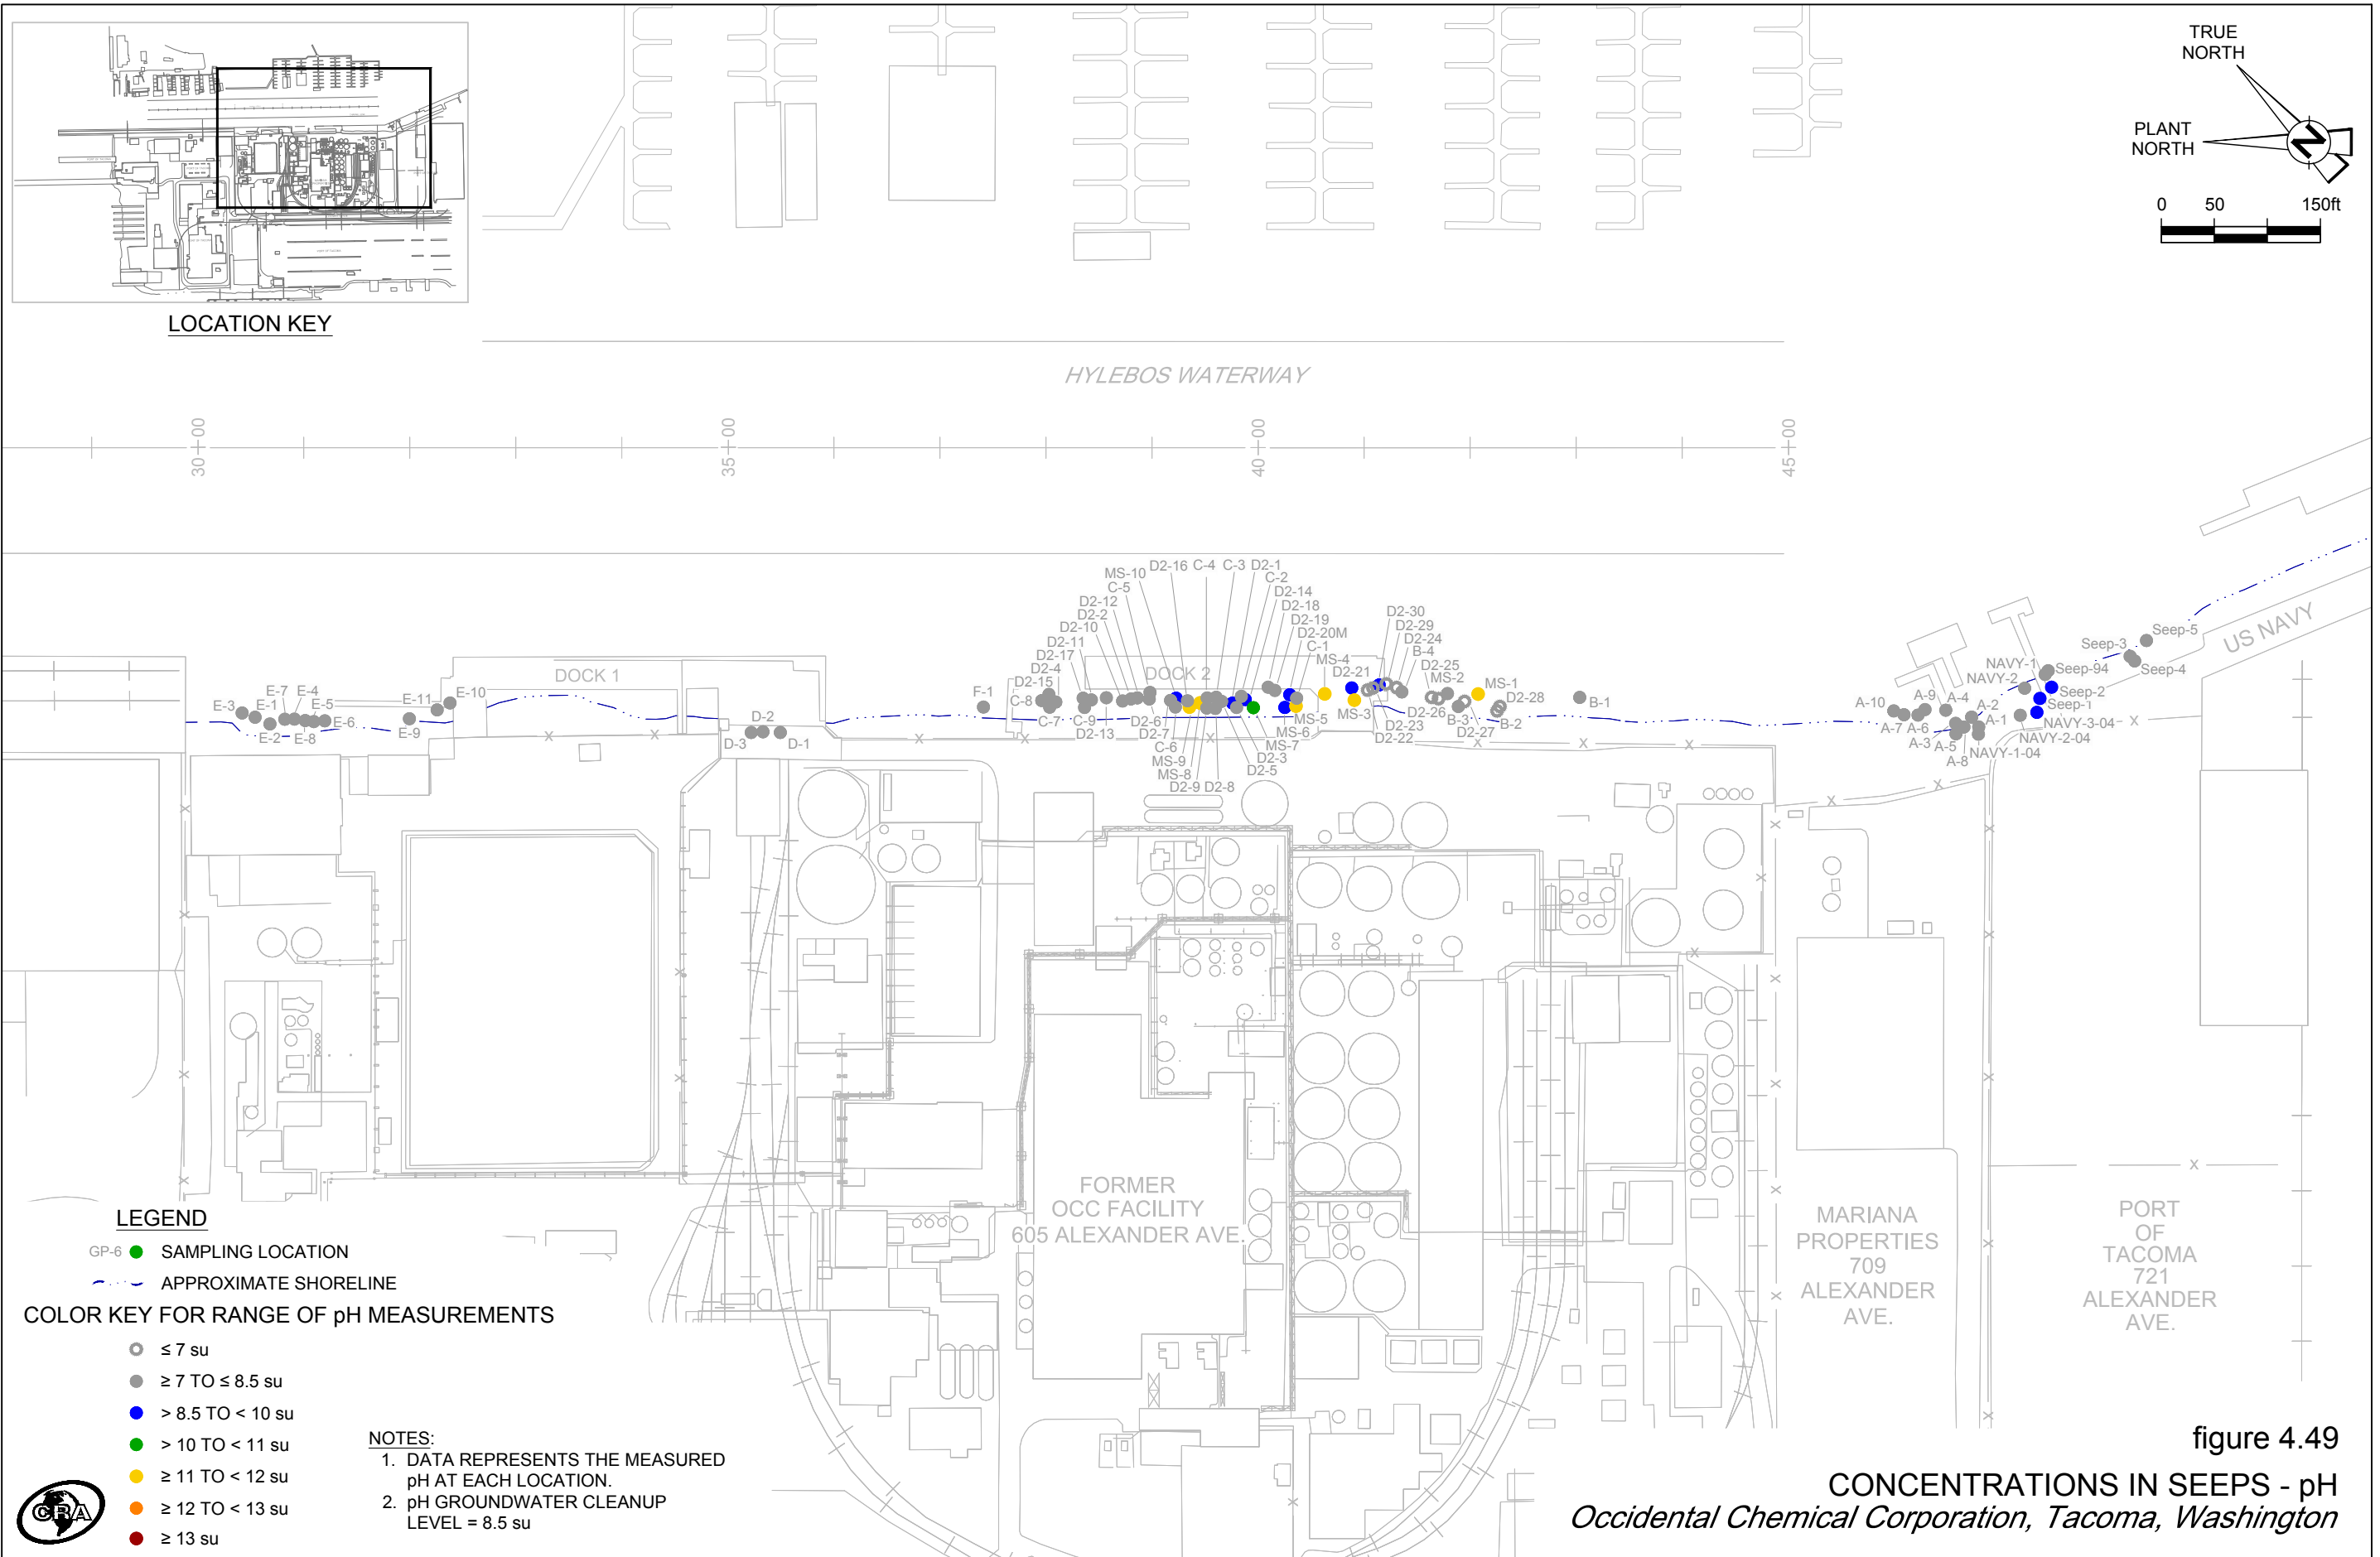 TRUE
NORTH
PLANT
NORTH
0 50 150ft
LOCATION KEY
HYLEBOS WATERWAY
30+00
35+00
40+00
45+00
DOCK 1
DOCK 2
US NAVY
E-3
E-1
E-7
E-4
E-5
E-2
E-8
E-6
E-11
E-10
E-9
D-2
D-3
D-1
F-1
D2-16
C-4
C-3
D2-1
MS-10
C-5
C-2
D2-12
D2-14
D2-2
D2-18
D2-10
D2-19
D2-11
D2-20M
D2-17
C-1
D2-4
MS-4
D2-15
D2-21
C-8
C-7
C-9
D2-13
D2-6
D2-7
C-6
MS-9
MS-8
D2-9 D2-8
D2-5
D2-3
MS-7
MS-6
MS-5
MS-3
D2-30
D2-29
D2-24
B-4
D2-25
MS-2
MS-1
D2-28
D2-26
D2-23
D2-22
B-3
D2-27
B-2
B-1
A-10
A-9
A-4
A-7
A-6
A-2
A-1
A-3
A-5
A-8
NAVY-1-04
NAVY-2-04
NAVY-3-04
NAVY-1
NAVY-2
Seep-94
Seep-2
Seep-1
Seep-3
Seep-4
Seep-5
FORMER
OCC FACILITY
605 ALEXANDER AVE.
MARIANA
PROPERTIES
709
ALEXANDER
AVE.
PORT
OF
TACOMA
721
ALEXANDER
AVE.
LEGEND
GP-6 SAMPLING LOCATION
APPROXIMATE SHORELINE
COLOR KEY FOR RANGE OF pH MEASUREMENTS
≤ 7 su
≥ 7 TO ≤ 8.5 su
> 8.5 TO < 10 su
> 10 TO < 11 su
≥ 11 TO < 12 su
≥ 12 TO < 13 su
≥ 13 su
NOTES:
1. DATA REPRESENTS THE MEASURED
pH AT EACH LOCATION.
2. pH GROUNDWATER CLEANUP
LEVEL = 8.5 su
CRA
figure 4.49
CONCENTRATIONS IN SEEPS - pH
Occidental Chemical Corporation, Tacoma, Washington